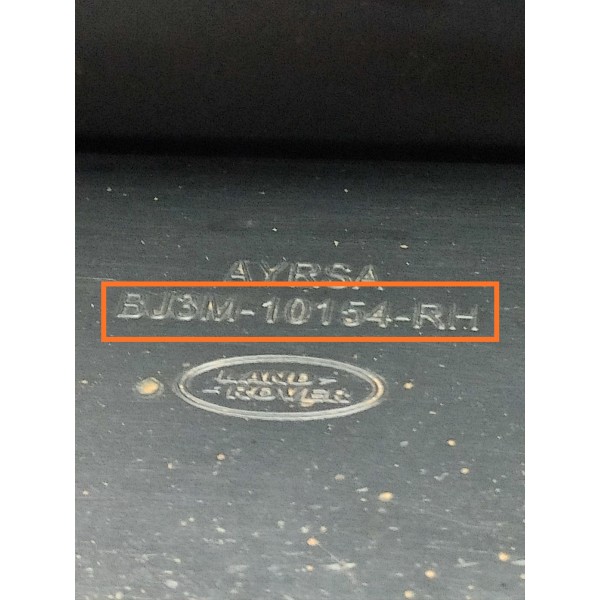 AYRSA
BJ3M-10154-RH
LAND
ROVER